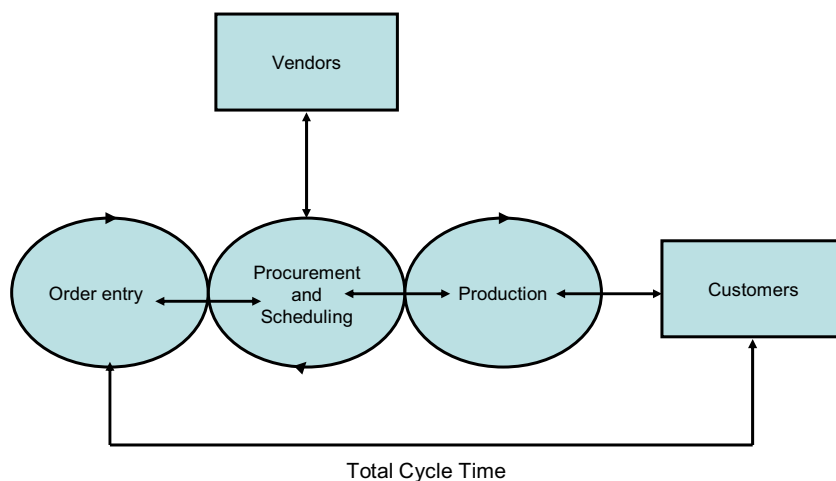 Vendors
Order entry
Procurement
and
Scheduling
Production
Customers
Total Cycle Time